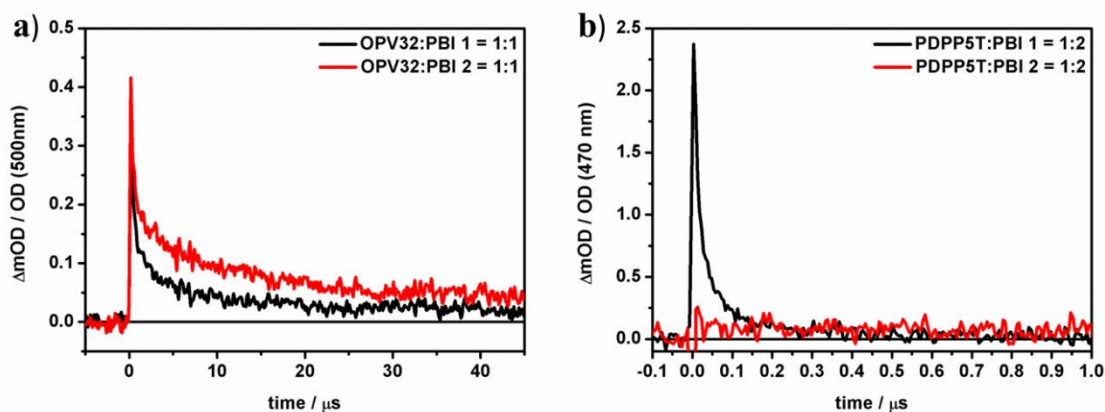 a)
OPV32:PBI 1 = 1:1
OPV32:PBI 2 = 1:1
ΔmOD / OD (500nm)
0.5
0.4
0.3
0.2
0.1
0.0
0 10 20 30 40
time / μs
b)
PDPP5T:PBI 1 = 1:2
PDPP5T:PBI 2 = 1:2
ΔmOD / OD (470 nm)
2.5
2.0
1.5
1.0
0.5
0.0
-0.1 0.0 0.1 0.2 0.3 0.4 0.5 0.6 0.7 0.8 0.9 1.0
time / μs